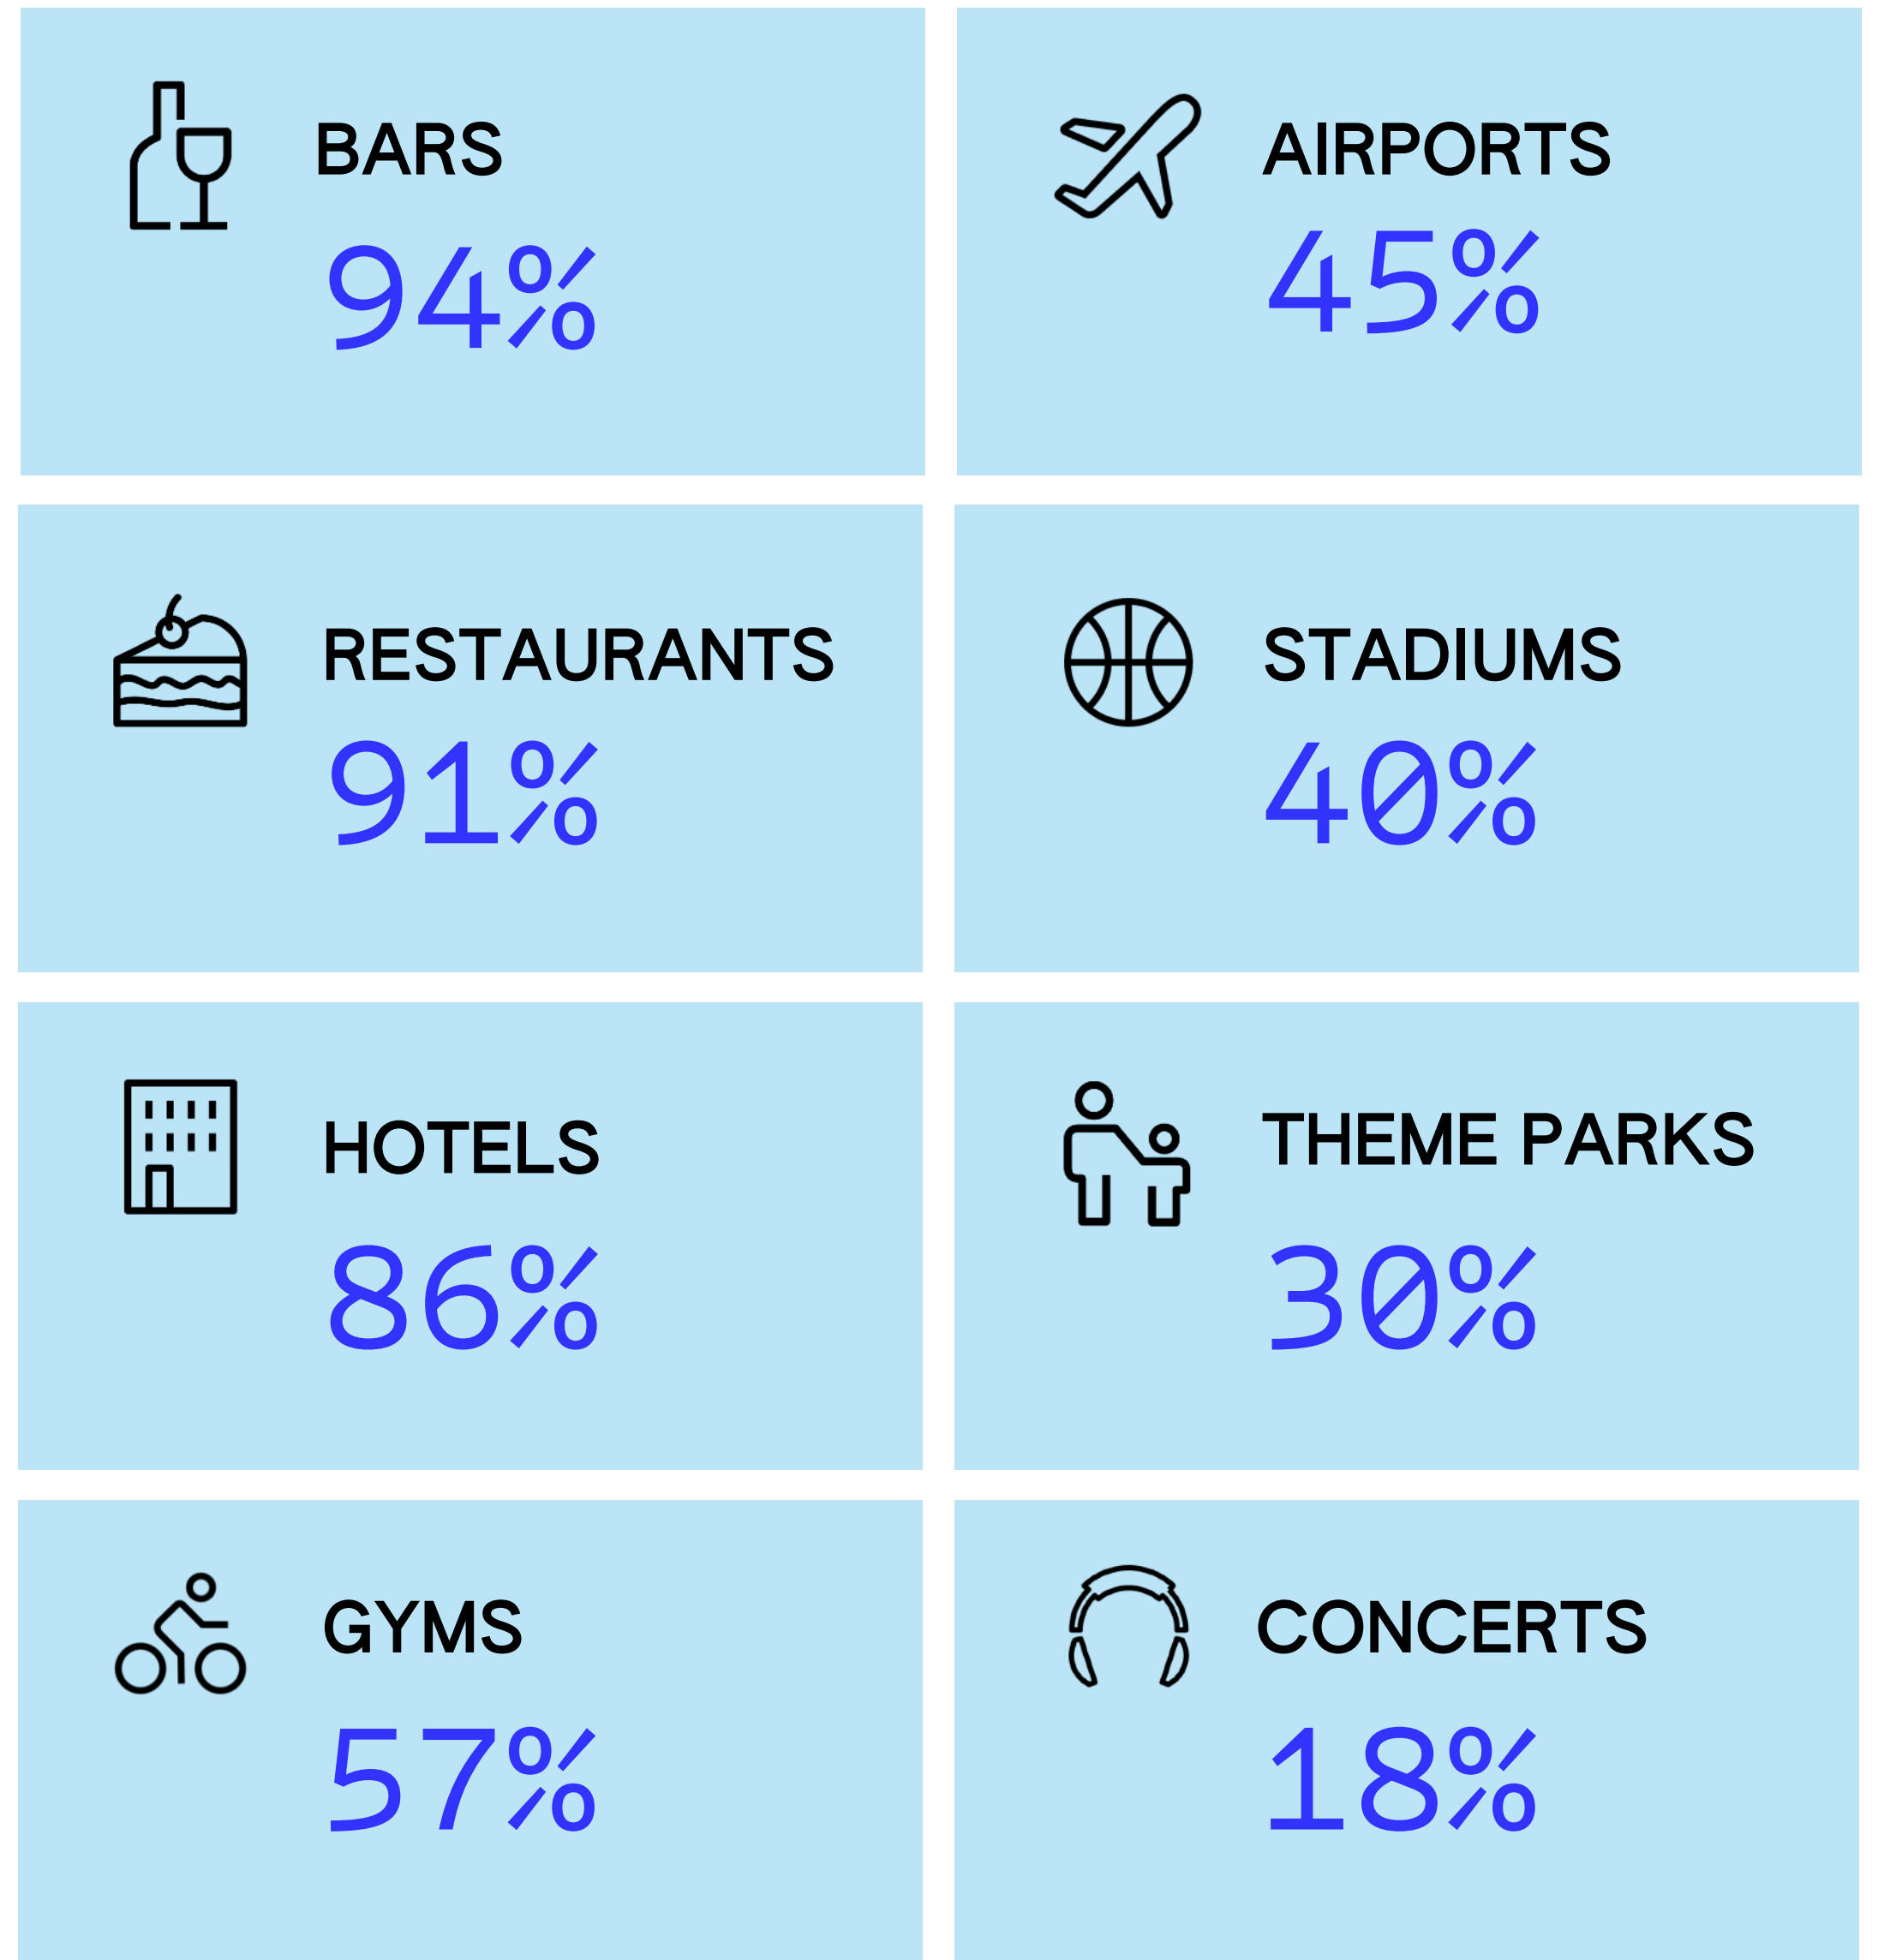 BARS
94%
AIRPORTS
45%
RESTAURANTS
91%
STADIUMS
40%
HOTELS
86%
THEME PARKS
30%
GYMS
57%
CONCERTS
18%